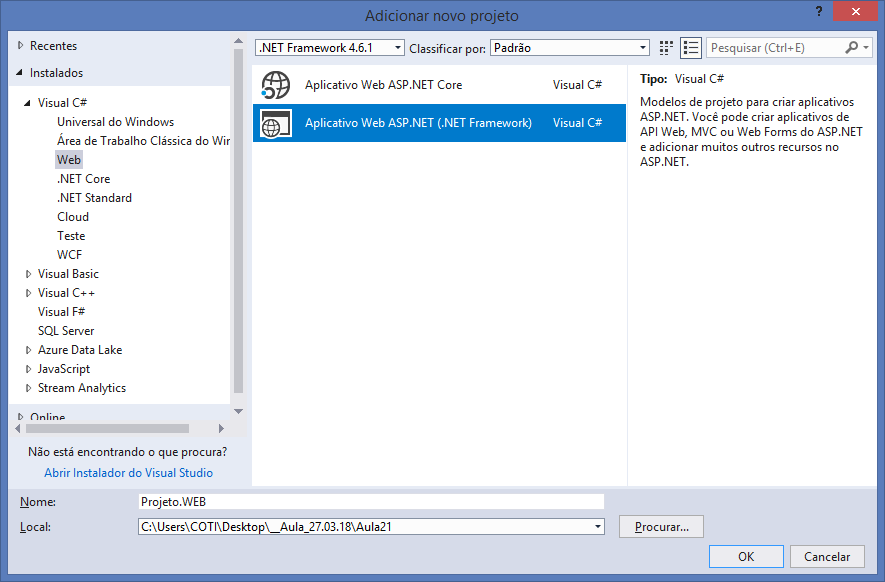 Adicionar novo projeto
?
Recentes
Instalados
Visual C#
Universal do Windows
Área de Trabalho Clássica do Wir
Web
.NET Core
.NET Standard
Cloud
Teste
WCF
Visual Basic
Visual C++
Visual F#
SQL Server
Azure Data Lake
JavaScript
Stream Analytics
Online
Não está encontrando o que procura?
Abrir Instalador do Visual Studio
.NET Framework 4.6.1 Classificar por: Padrão
Pesquisar (Ctrl+E)
Aplicativo Web ASP.NET Core Visual C#
Aplicativo Web ASP.NET (.NET Framework) Visual C#
Tipo: Visual C#
Modelos de projeto para criar aplicativos
ASP.NET. Você pode criar aplicativos de
API Web, MVC ou Web Forms do ASP.NET
e adicionar muitos outros recursos no
ASP.NET.
Nome: Projeto.WEB
Local: C:\Users\COTI\Desktop\__Aula_27.03.18\Aula21 Procurar...
OK Cancelar